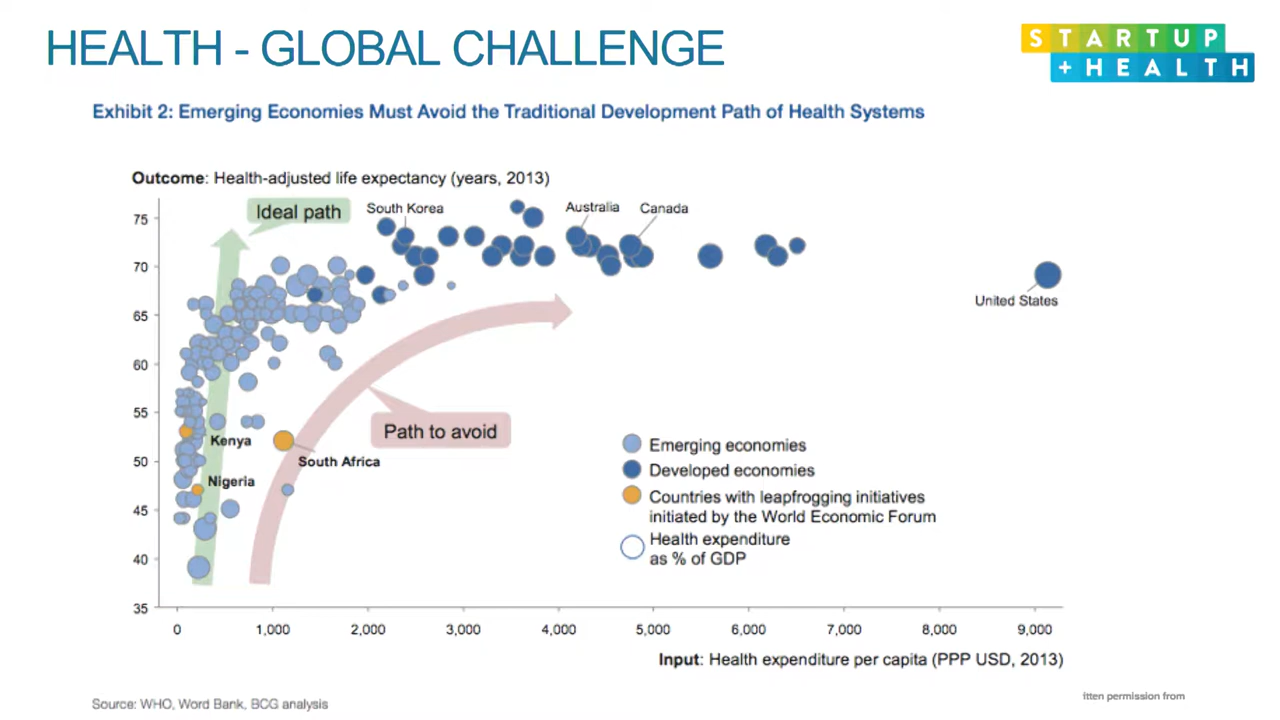 HEALTH - GLOBAL CHALLENGE
STARTUP
+HEALTH
Exhibit 2: Emerging Economies Must Avoid the Traditional Development Path of Health Systems
Outcome: Health-adjusted life expectancy (years, 2013)
Ideal path
South Korea
Australia
Canada
United States
75
70
65
60
55
50
45
40
35
Path to avoid
Kenya
South Africa
Nigeria
Emerging economies
Developed economies
Countries with leapfrogging initiatives
initiated by the World Economic Forum
Health expenditure
as % of GDP
0 1,000 2,000 3,000 4,000 5,000 6,000 7,000 8,000 9,000
Input: Health expenditure per capita (PPP USD, 2013)
Source: WHO, Word Bank, BCG analysis
itten permission from